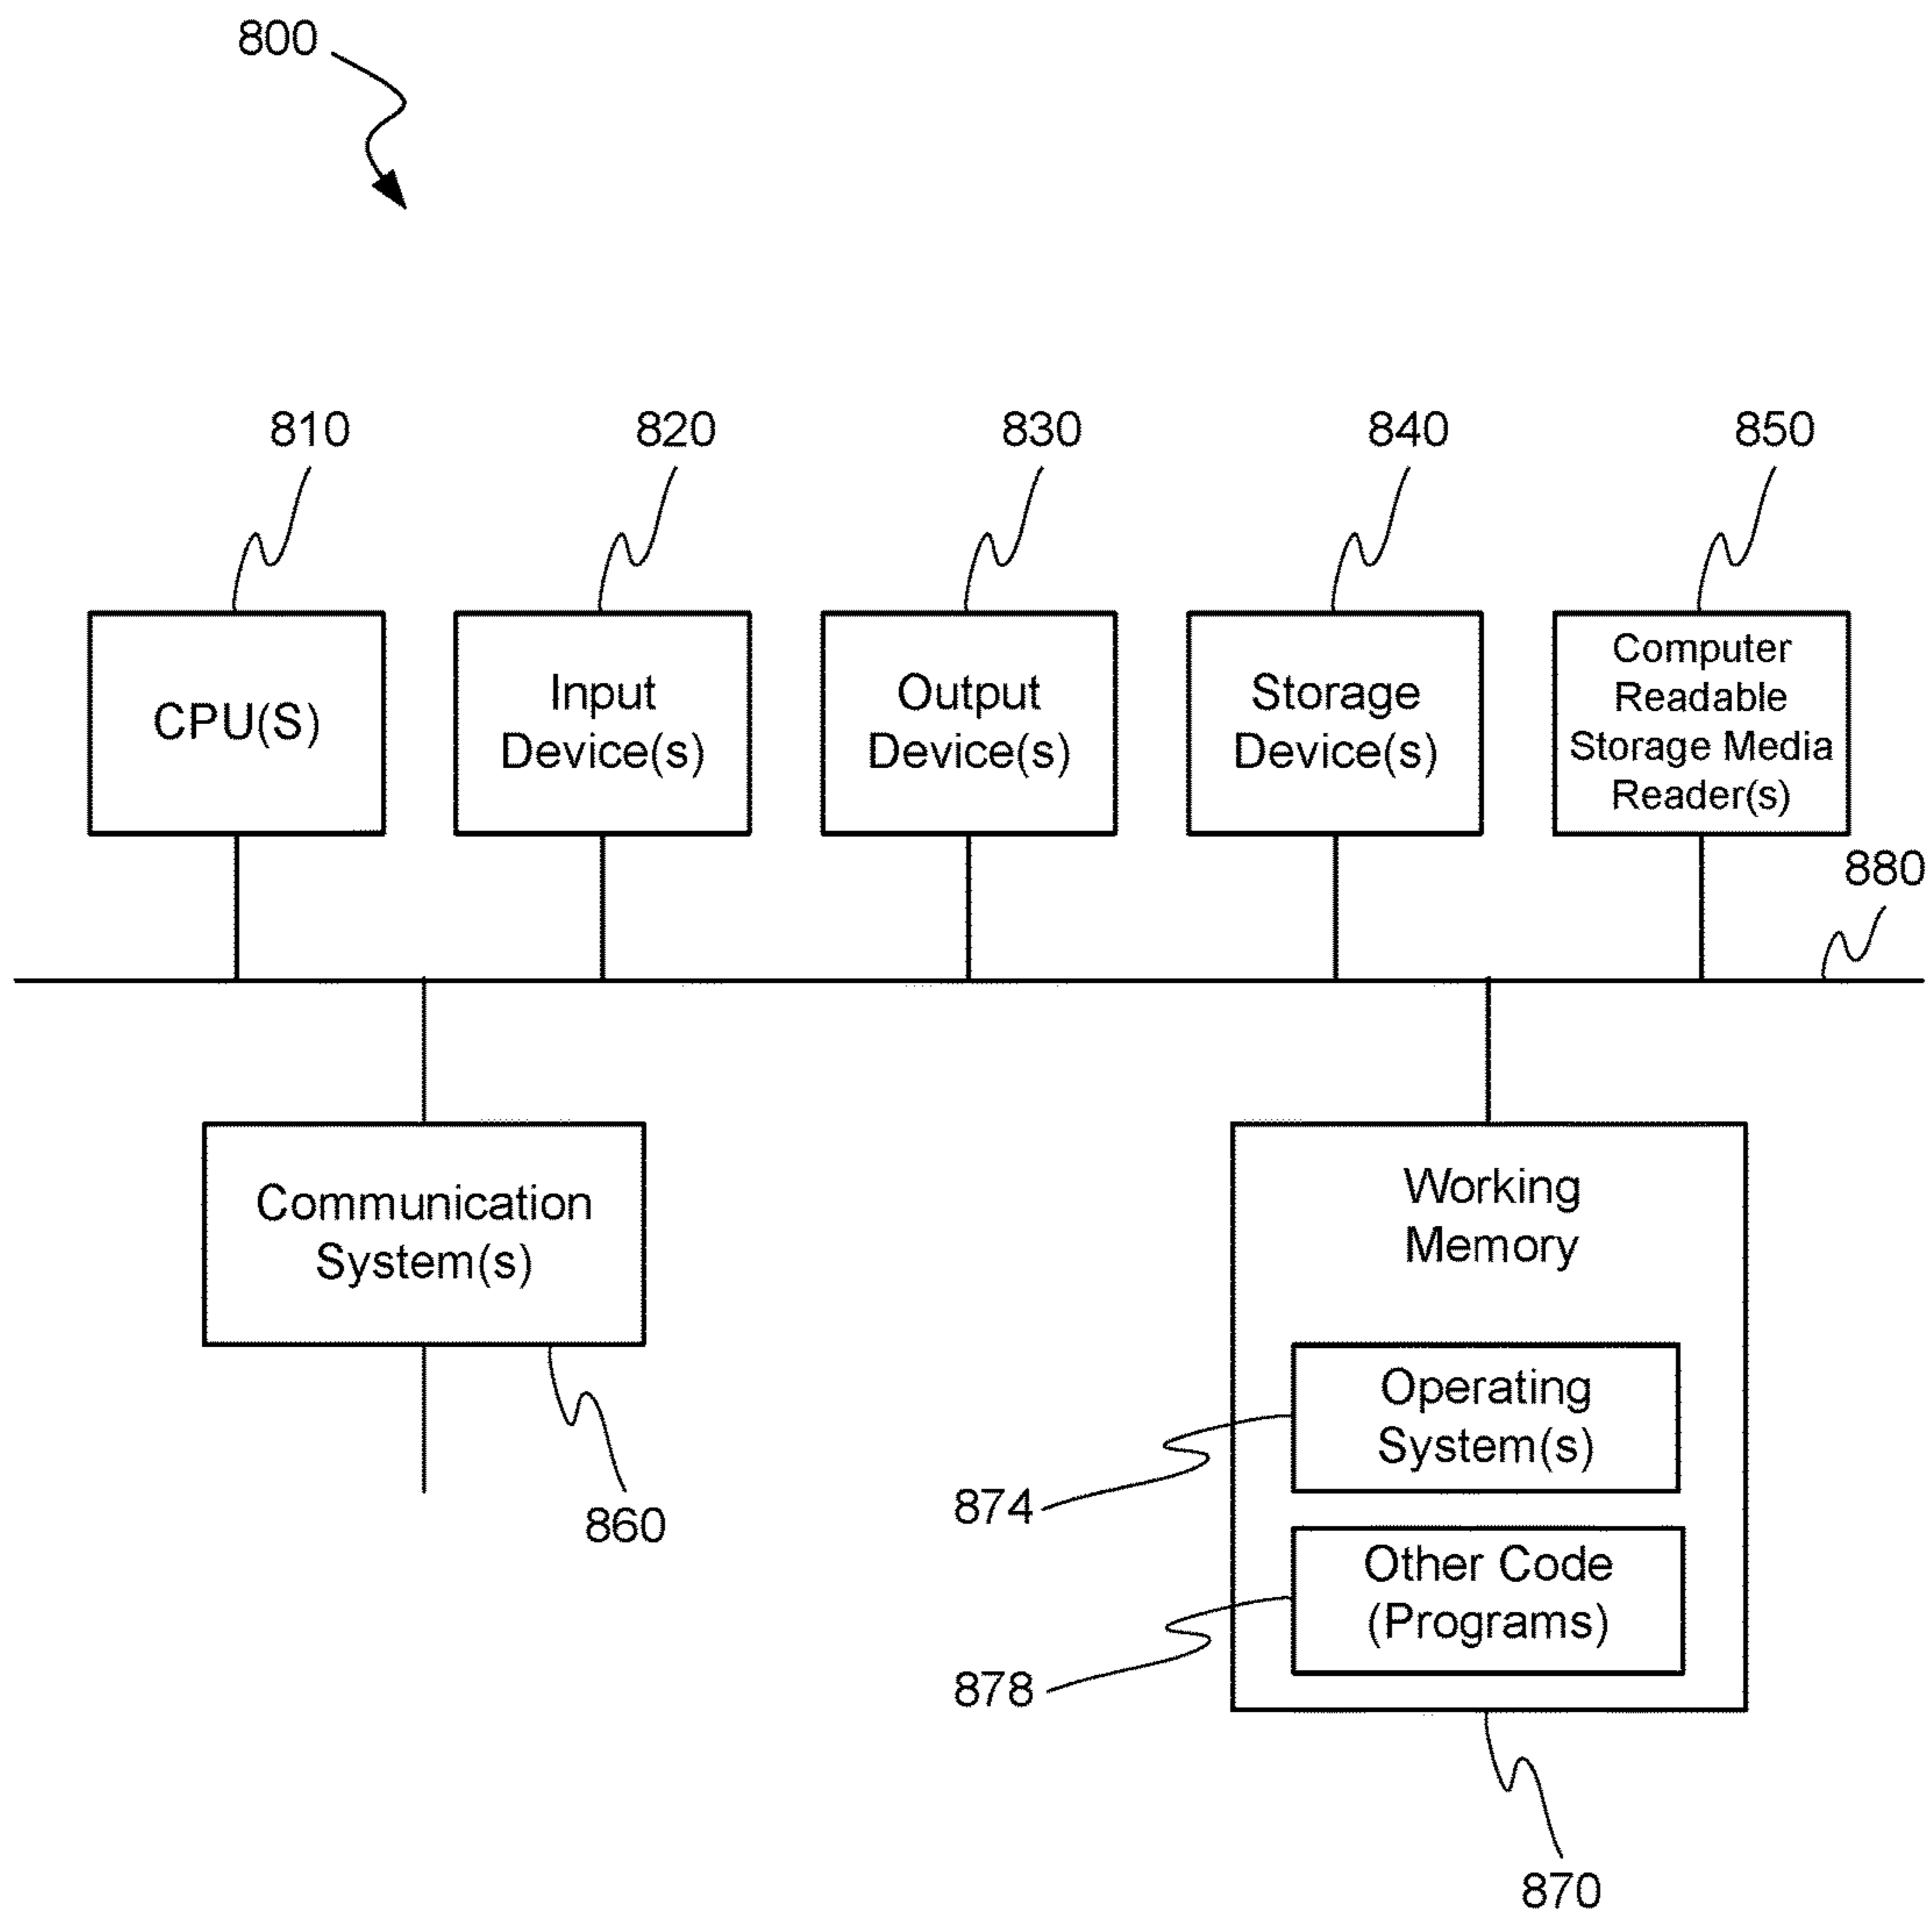 800
810
820
830
840
850
CPU(S)
Input
Device(s)
Output
Device(s)
Storage
Device(s)
Computer
Readable
Storage Media
Reader(s)
880
Communication
System(s)
860
Working
Memory
Operating
System(s)
874
Other Code
(Programs)
878
870